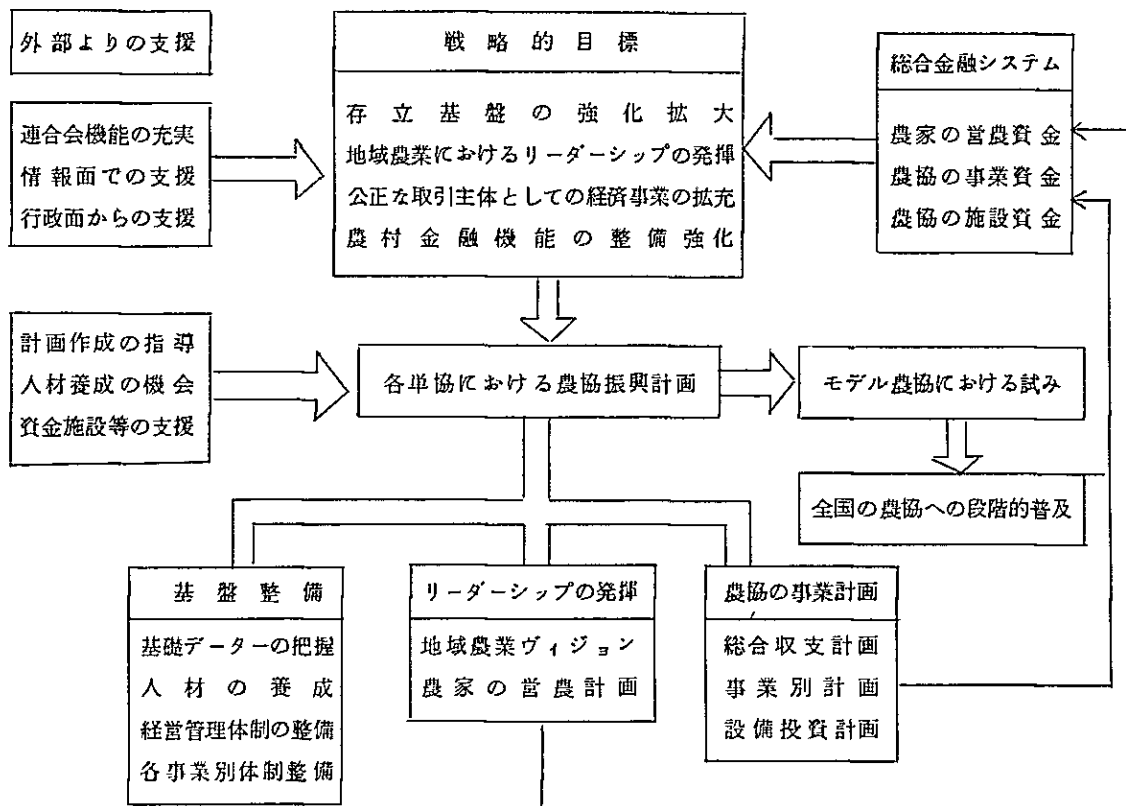 外部よりの支援
連合会機能の充実
情報面での支援
行政面からの支援
戦略的目標
存立基盤の強化拡大
地域農業におけるリーダーシップの発揮
公正な取引主体としての経済事業の拡充
農村金融機能の整備強化
総合金融システム
農家の営農資金
農協の事業資金
農協の施設資金
計画作成の指導
人材養成の機会
資金施設等の支援
各単協における農協振興計画
モデル農協における試み
全国の農協への段階的普及
基盤整備
基礎データーの把握
人材の養成
経営管理体制の整備
各事業別体制整備
リーダーシップの発揮
地域農業ヴィジョン
農家の営農計画
農協の事業計画
総合収支計画
事業別計画
設備投資計画